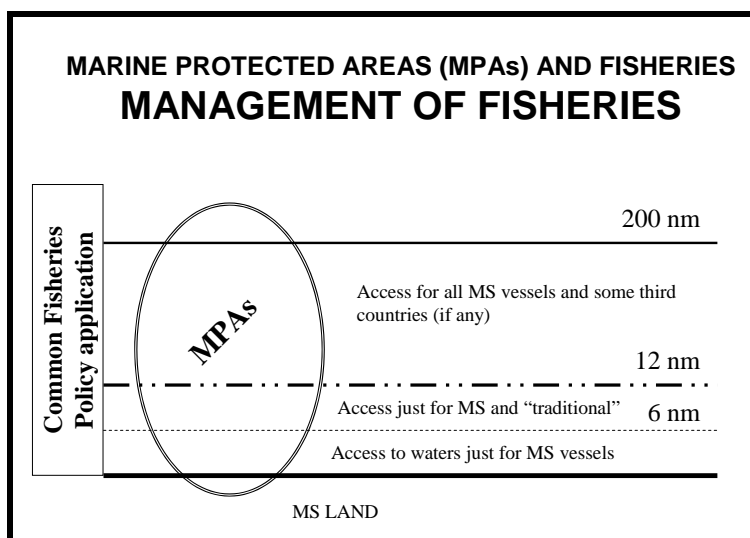 MARINE PROTECTED AREAS (MPAs) AND FISHERIES
MANAGEMENT OF FISHERIES
Common Fisheries
Policy application
MPAs
200 nm
Access for all MS vessels and some third
countries (if any)
12 nm
Access just for MS and “traditional”
6 nm
Access to waters just for MS vessels
MS LAND